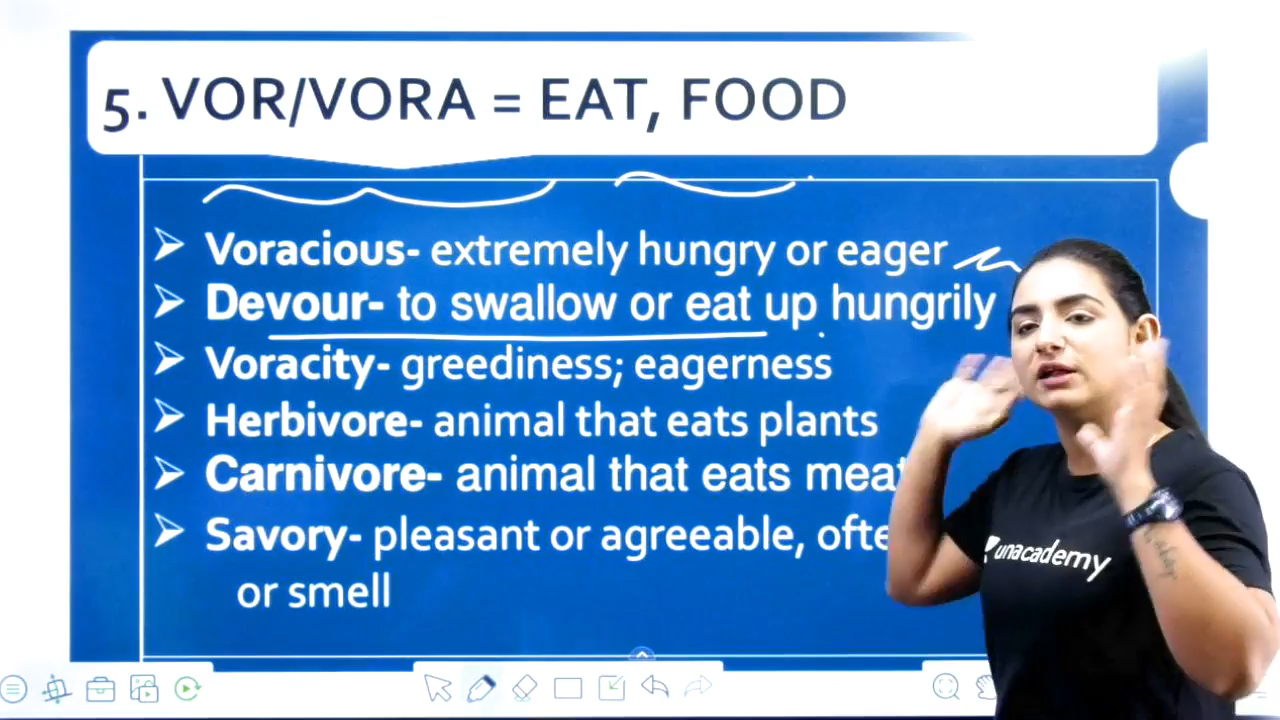 5. VOR/VORA = EAT, FOOD
Voracious- extremely hungry or eager
Devour- to swallow or eat up hungrily
Voracity- greediness; eagerness
Herbivore- animal that eats plants
Carnivore- animal that eats meat
Savory- pleasant or agreeable,
or smell
unacademy